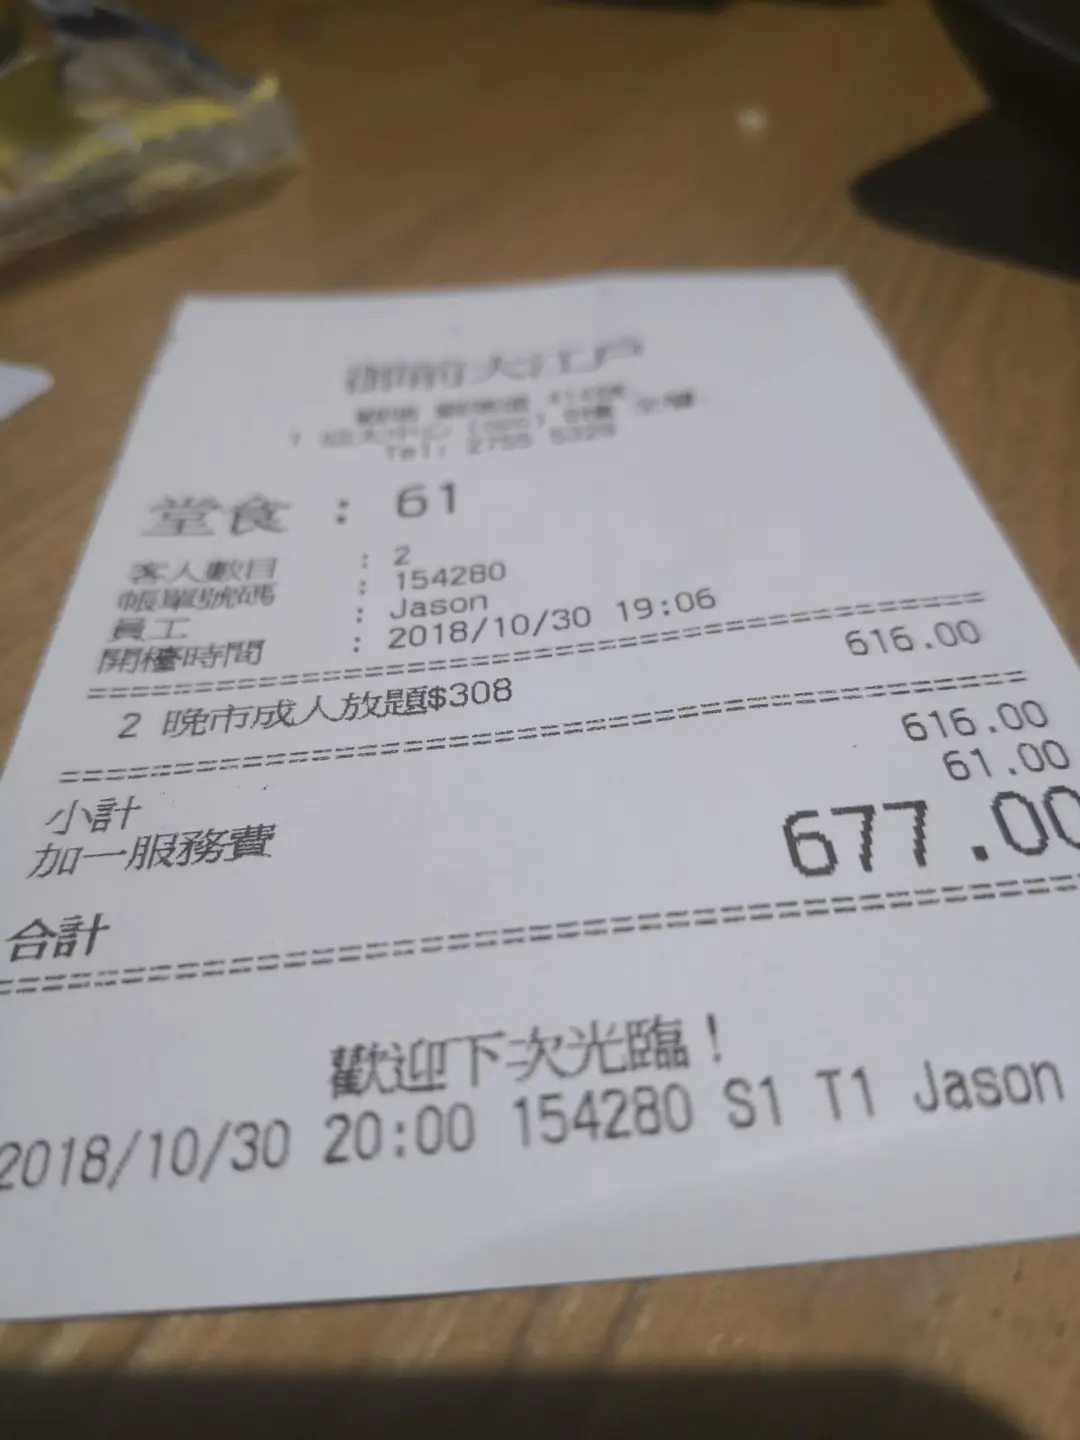 御前大江戶
Tel: 2755 5328
堂食 : 61
客人數目 : 2
帳單號碼 : 154280
員工 : Jason
開檯時間 : 2018/10/30 19:06
2 晚市成人放題$308 616.00
小計 616.00
加一服務費 61.00
合計 677.00
歡迎下次光臨！
2018/10/30 20:00 154280 S1 T1 Jason